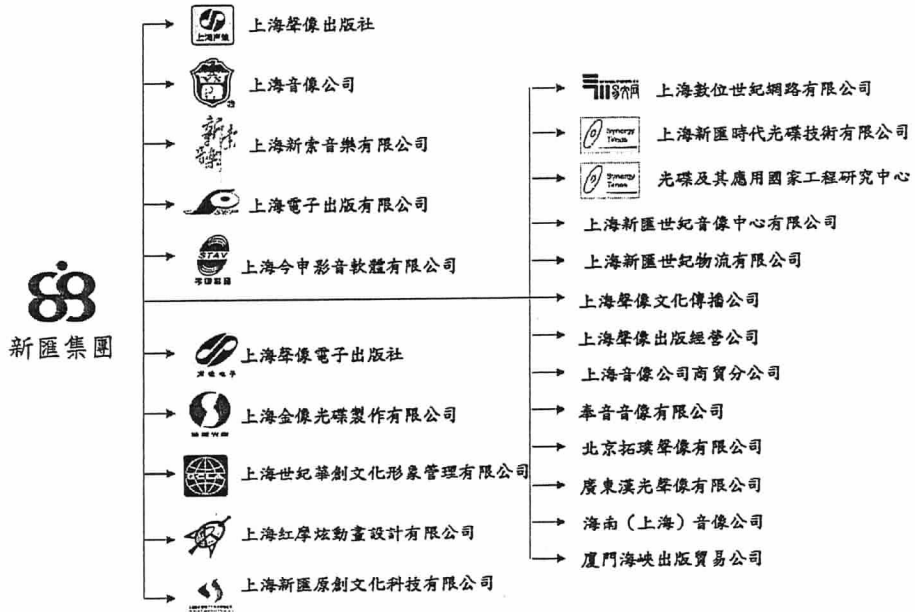 新匯集團
上海聲像出版社
上海音像公司
上海新索音樂有限公司
上海電子出版有限公司
STAV
上海今申影音軟體有限公司
上海聲像電子出版社
上海金像光碟製作有限公司
上海世紀華創文化形象管理有限公司
上海紅摩炫動畫設計有限公司
上海新匯原創文化科技有限公司
上海數位世紀網路有限公司
Synergy Times
上海新匯時代光碟技術有限公司
Synergy Times
光碟及其應用國家工程研究中心
上海新匯世紀音像中心有限公司
上海新匯世紀物流有限公司
上海聲像文化傳播公司
上海聲像出版經營公司
上海音像公司商貿分公司
奉音音像有限公司
北京拓璞聲像有限公司
廣東漢光聲像有限公司
海南(上海)音像公司
廈門海峽出版貿易公司